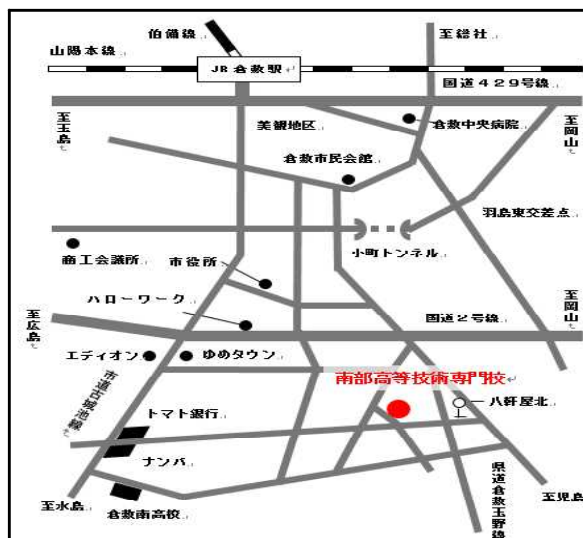 伯備線
至総社
山陽本線
JR倉敷駅
国道429号線
至玉島
美観地区
倉敷中央病院
至岡山
倉敷市民会館
羽島東交差点
小町トンネル
商工会議所
市役所
ハローワーク
国道2号線
至岡山
至広島
エディオン
ゆめタウン
南部高等技術専門校
市道古城池線
トマト銀行
八軒屋北
ナンバ
県道倉敷玉野線
至水島
倉敷南高校
至児島